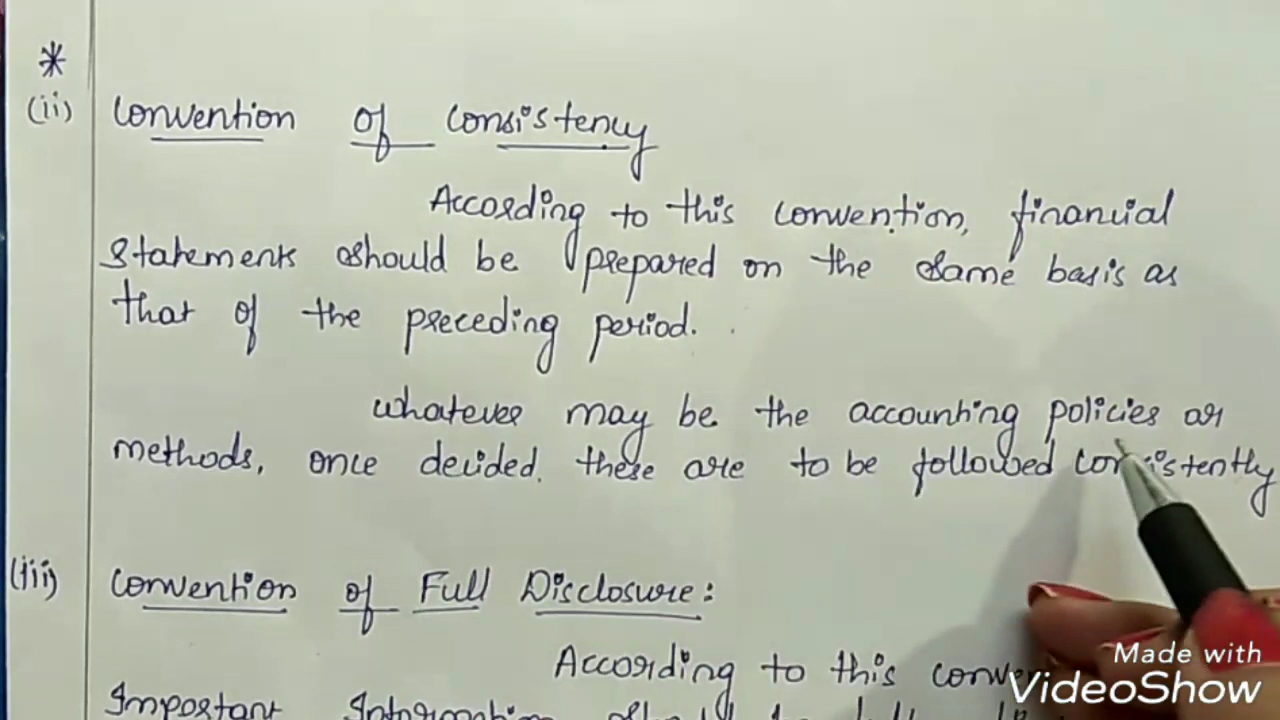 *
(ii) Convention of Consistency
According to this convention, financial
statements should be prepared on the same basis as
that of the preceding period.
whatever may be the accounting policies or
methods, once decided. these are to be followed consistently
(iii) Convention of Full Disclosure:
According to this
Important
Made with
VideoShow